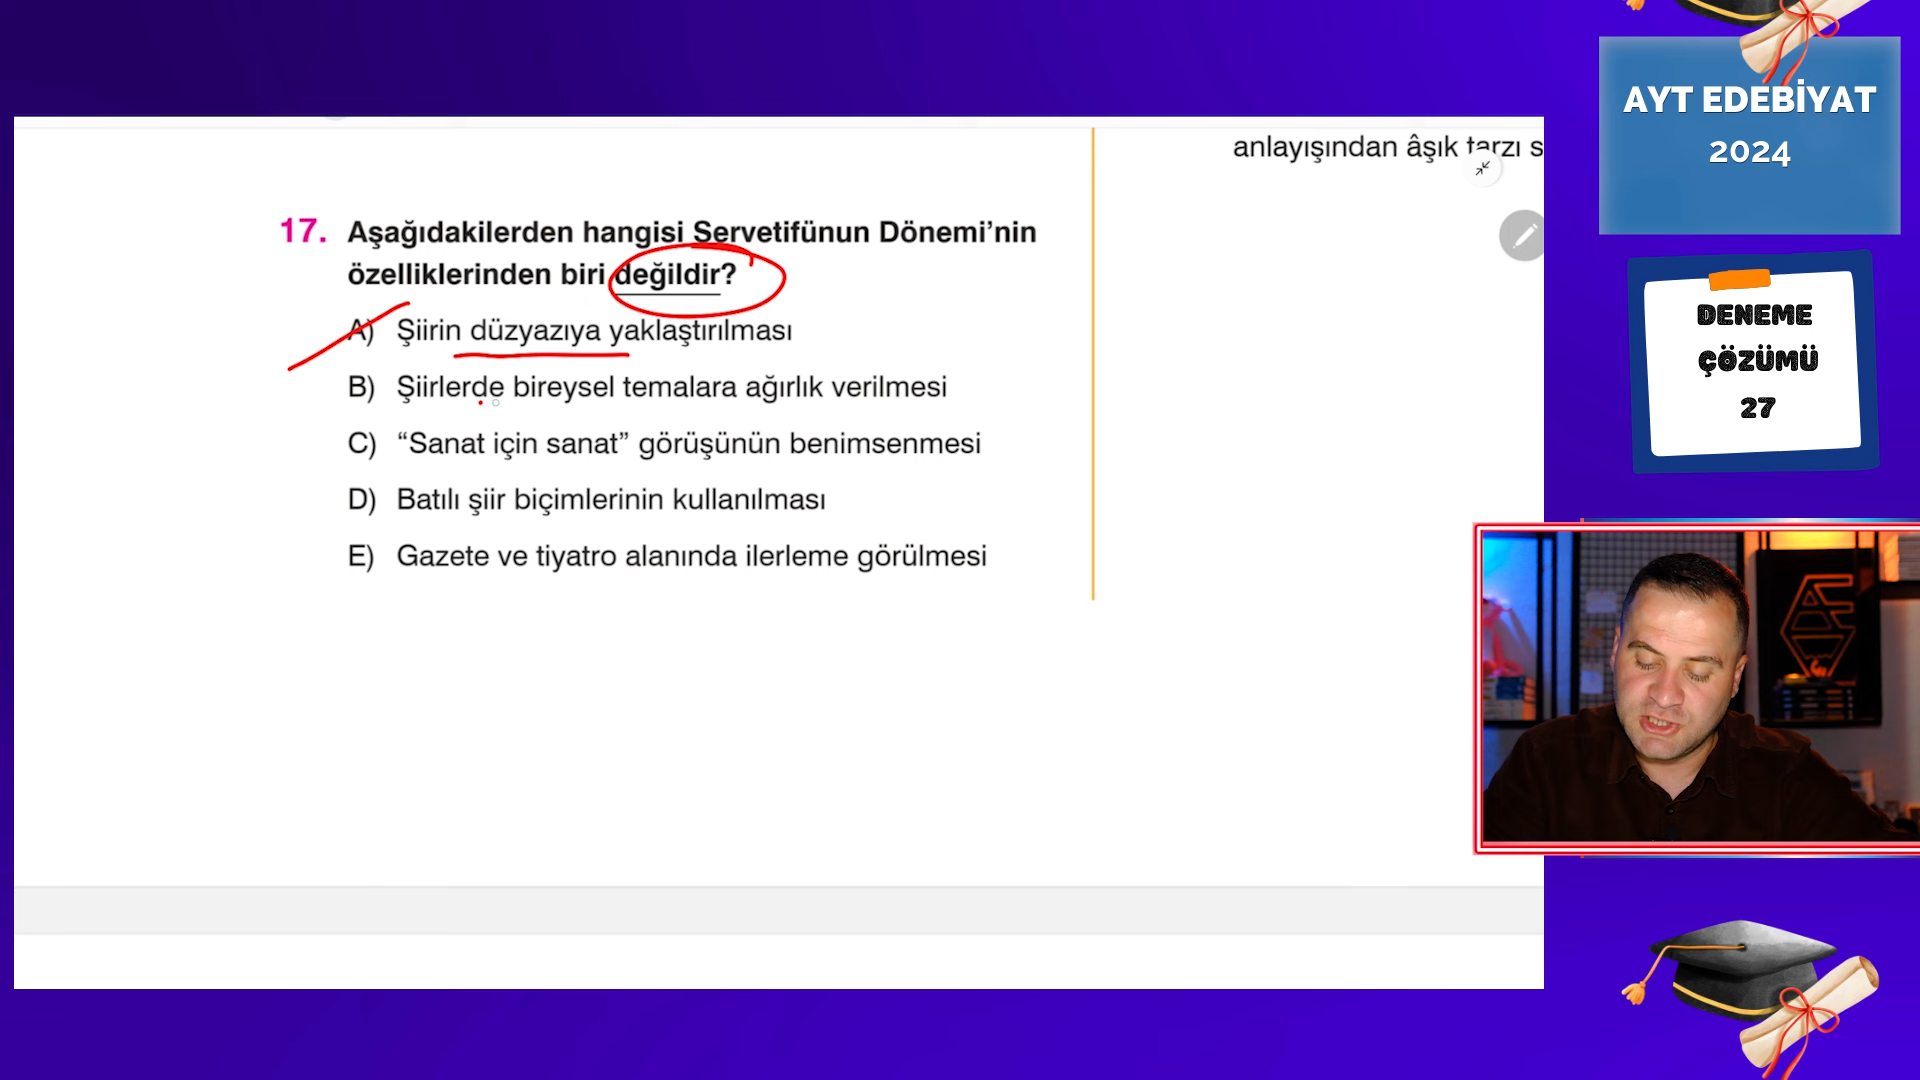 anlayışından âşık tarzı s
17. Aşağıdakilerden hangisi Servetifünun Dönemi’nin
özelliklerinden biri değildir?
A) Şiirin düzyazıya yaklaştırılması
B) Şiirlerde bireysel temalara ağırlık verilmesi
C) “Sanat için sanat” görüşünün benimsenmesi
D) Batılı şiir biçimlerinin kullanılması
E) Gazete ve tiyatro alanında ilerleme görülmesi
AYT EDEBİYAT
2024
DENEME
ÇÖZÜMÜ
27